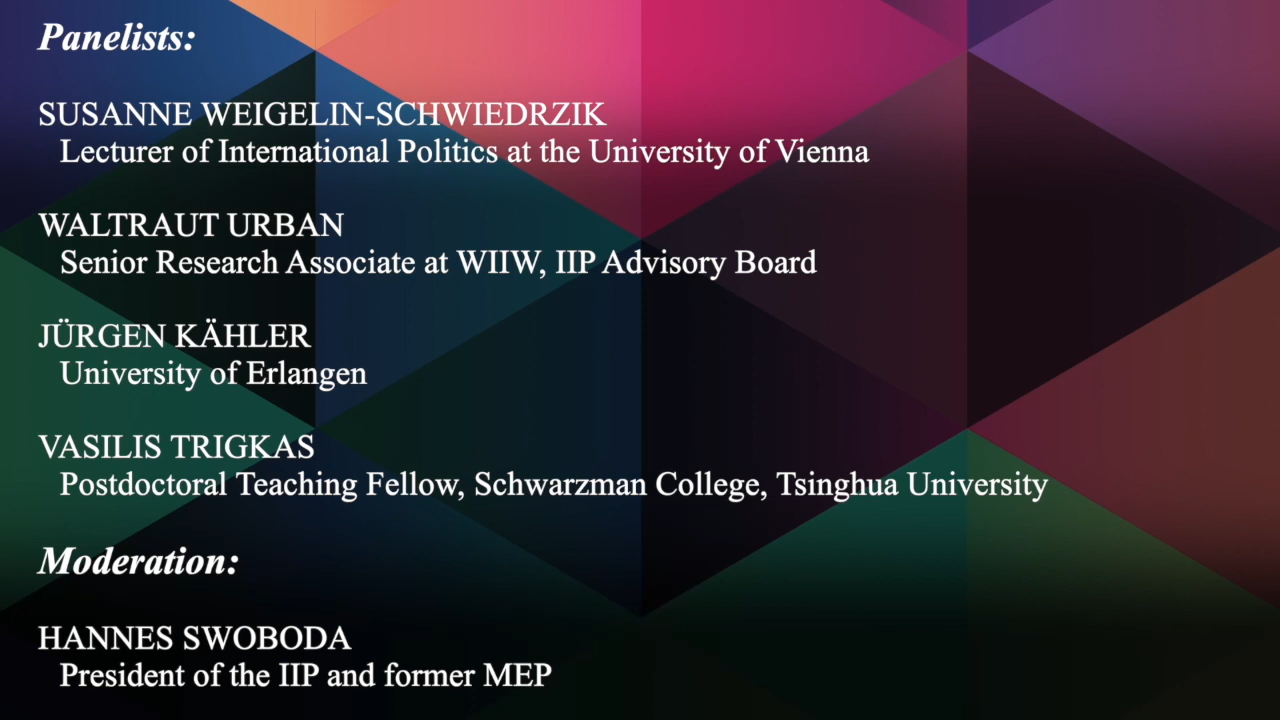 Panelists:
SUSANNE WEIGELIN-SCHWIEDRZIK
Lecturer of International Politics at the University of Vienna
WALTRAUT URBAN
Senior Research Associate at WIIW, IIP Advisory Board
JÜRGEN KÄHLER
University of Erlangen
VASILIS TRIGKAS
Postdoctoral Teaching Fellow, Schwarzman College, Tsinghua University
Moderation:
HANNES SWOBODA
President of the IIP and former MEP